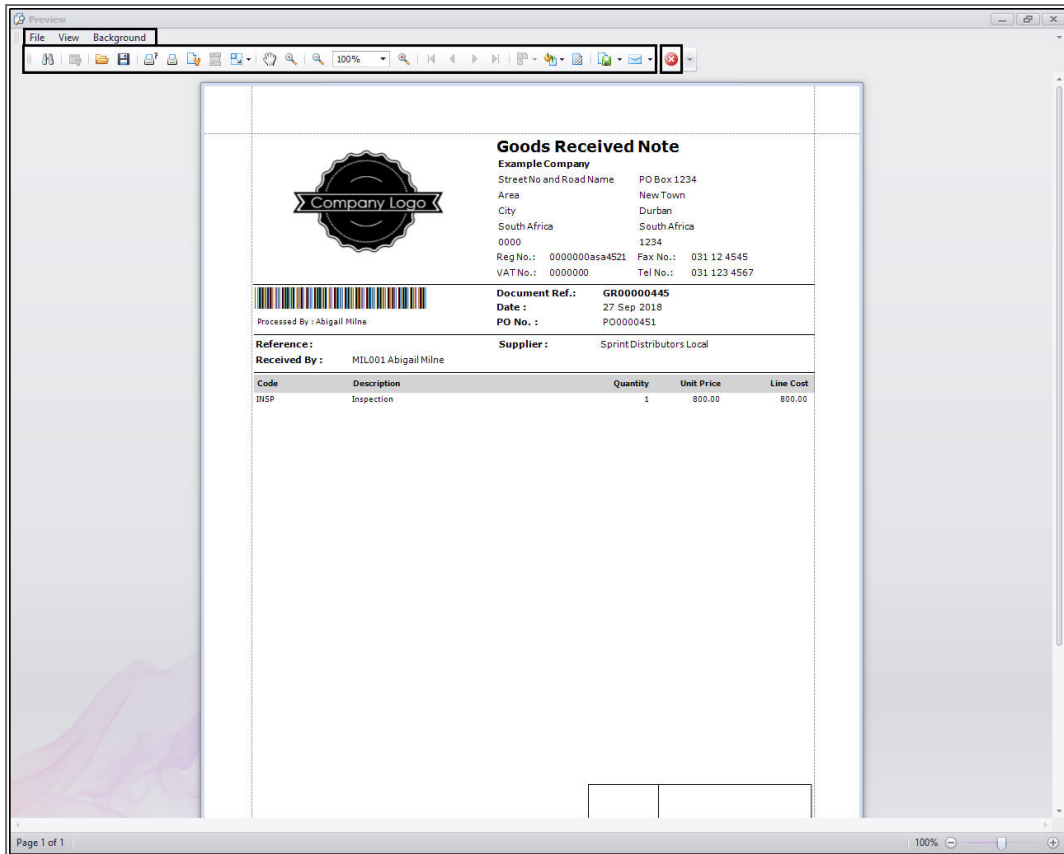 Preview
File View Background
100%
Goods Received Note
Example Company
Street No and Road Name PO Box 1234
Area New Town
City Durban
South Africa South Africa
0000 1234
Reg No.: 0000000asa4521 Fax No.: 031 12 4545
VAT No.: 0000000 Tel No.: 031 123 4567
Company Logo
Document Ref.: GR00000445
Date : 27 Sep 2018
Processed By : Abigail Milne PO No. : PO0000451
Reference : Supplier : Sprint Distributors Local
Received By : MIL001 Abigail Milne
Code Description Quantity Unit Price Line Cost
INSP Inspection 1 800.00 800.00
Page 1 of 1 100%